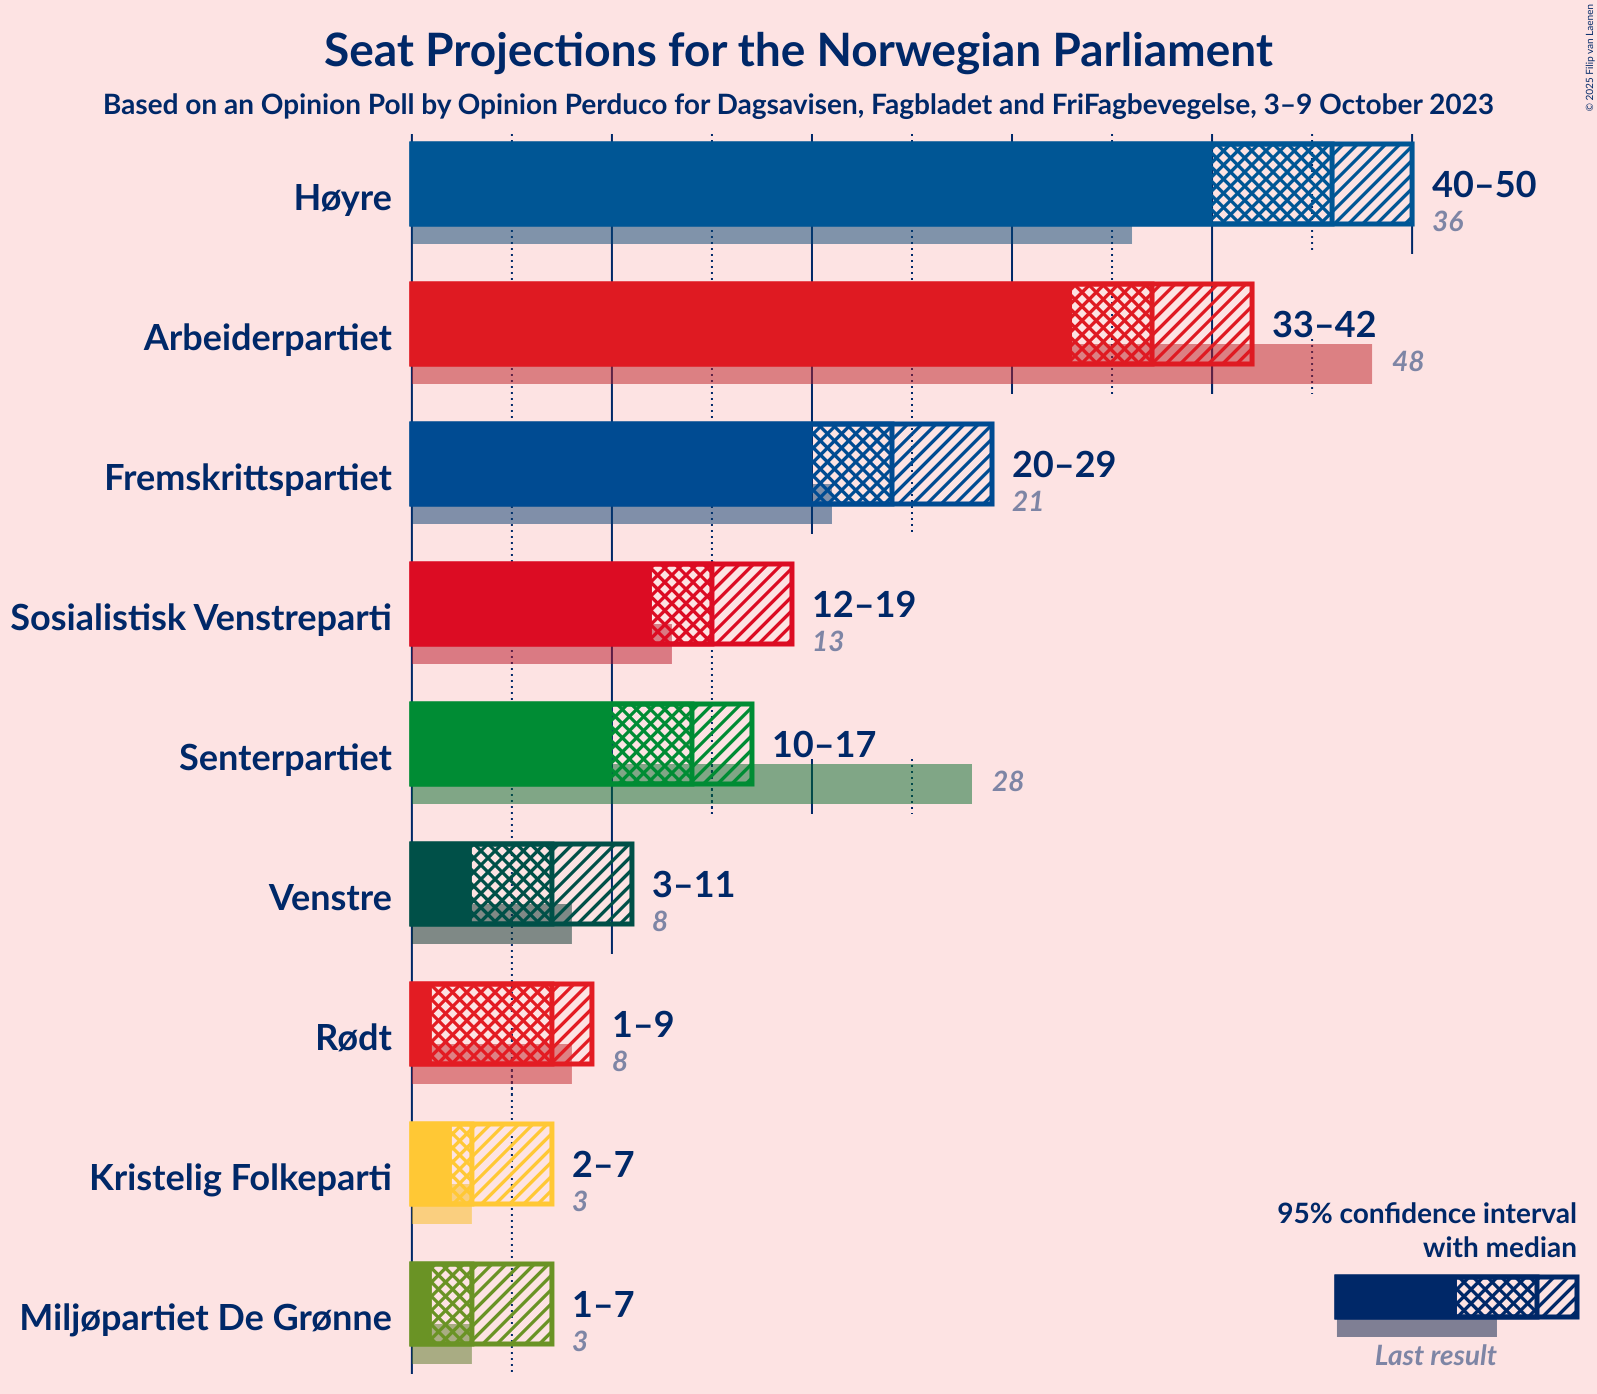 Seat Projections for the Norwegian Parliament
Based on an Opinion Poll by Opinion Perduco for Dagsavisen, Fagbladet and FriFagbevegelse, 3–9 October 2023
© 2025 Filip van Laenen
Høyre
40–50
36
Arbeiderpartiet
33–42
48
Fremskrittspartiet
20–29
21
Sosialistisk Venstreparti
12–19
13
Senterpartiet
10–17
28
Venstre
3–11
8
Rødt
1–9
8
Kristelig Folkeparti
2–7
3
Miljøpartiet De Grønne
1–7
3
95% confidence interval
with median
Last result